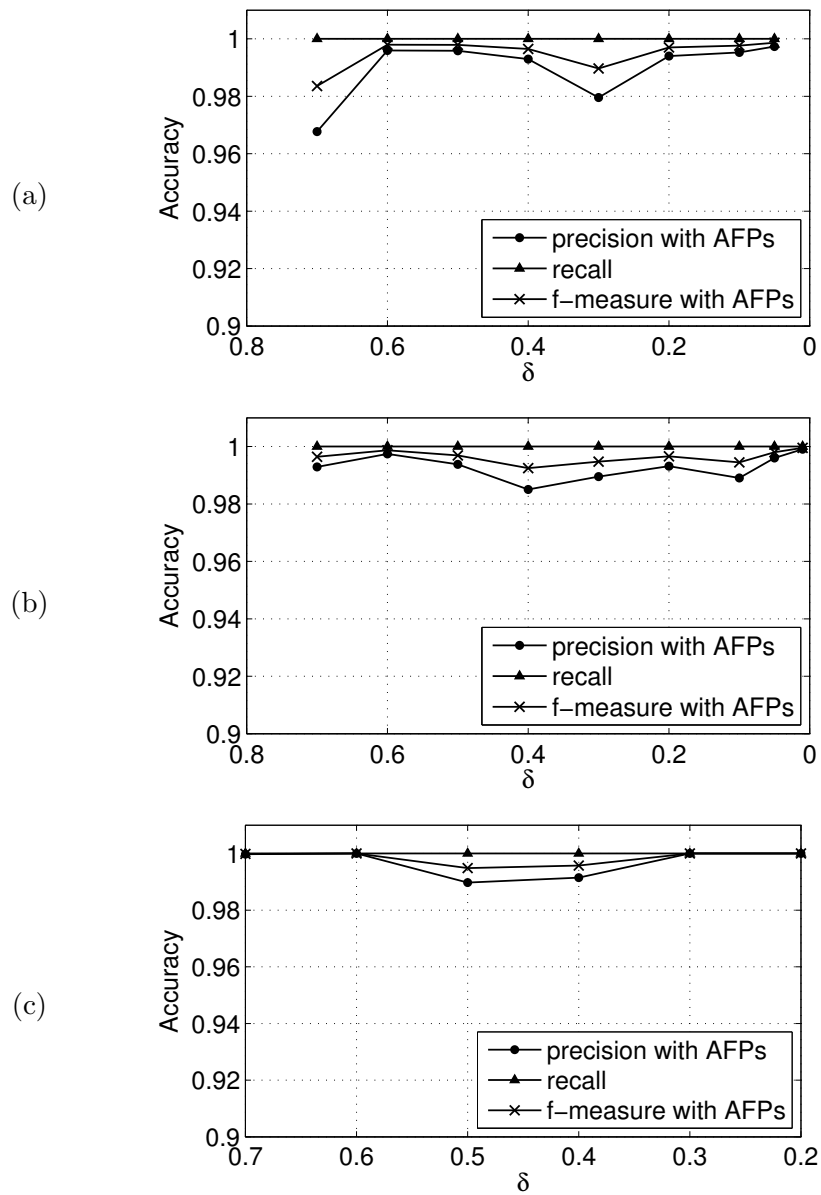 (a)
Accuracy
1
0.98
0.96
0.94
0.92
0.9
precision with AFPs
recall
f−measure with AFPs
0.8 0.6 0.4 0.2 0
δ
(b)
Accuracy
1
0.98
0.96
0.94
0.92
0.9
precision with AFPs
recall
f−measure with AFPs
0.8 0.6 0.4 0.2 0
δ
(c)
Accuracy
1
0.98
0.96
0.94
0.92
0.9
precision with AFPs
recall
f−measure with AFPs
0.7 0.6 0.5 0.4 0.3 0.2
δ